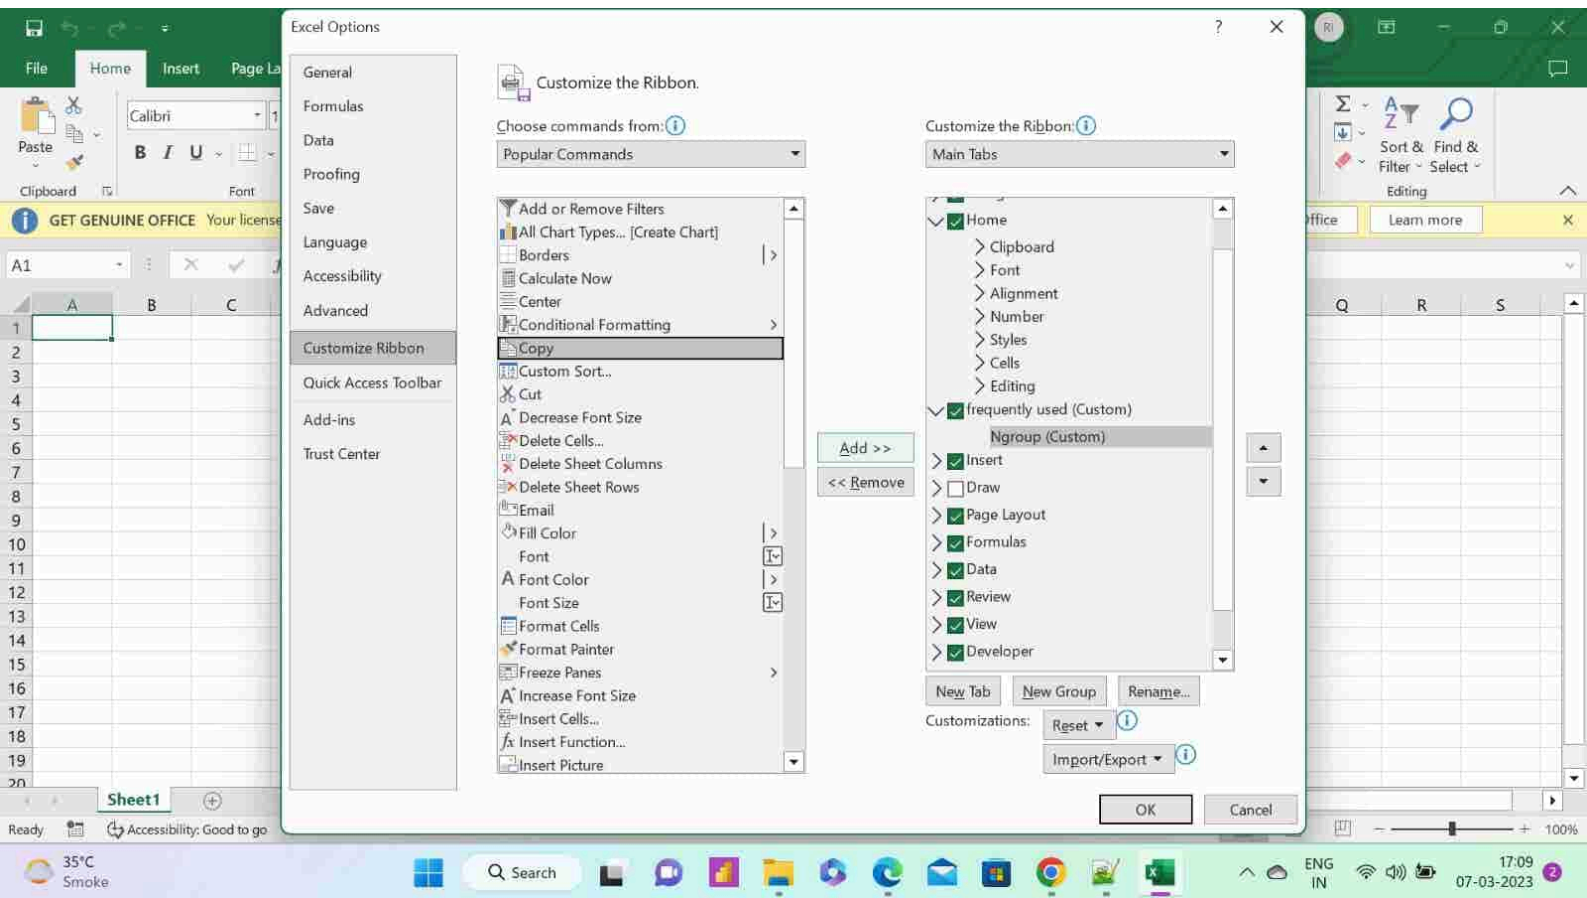 Excel Options
?
RI
File
Home
Insert
Page La
General
Formulas
Data
Proofing
Save
Language
Accessibility
Advanced
Customize Ribbon
Quick Access Toolbar
Add-ins
Trust Center
Customize the Ribbon.
Choose commands from:
Popular Commands
Add or Remove Filters
All Chart Types... [Create Chart]
Borders
Calculate Now
Center
Conditional Formatting
Copy
Custom Sort...
Cut
Decrease Font Size
Delete Cells...
Delete Sheet Columns
Delete Sheet Rows
Email
Fill Color
Font
Font Color
Font Size
Format Cells
Format Painter
Freeze Panes
Increase Font Size
Insert Cells...
Insert Function...
Insert Picture
Add >>
<< Remove
Customize the Ribbon:
Main Tabs
Home
Clipboard
Font
Alignment
Number
Styles
Cells
Editing
frequently used (Custom)
Ngroup (Custom)
Insert
Draw
Page Layout
Formulas
Data
Review
View
Developer
New Tab
New Group
Rename...
Customizations:
Reset
Import/Export
OK
Cancel
Paste
Calibri
1
B I U
Clipboard
Font
Sort & Filter
Find & Select
Editing
GET GENUINE OFFICE Your license
ffice
Learn more
A1
A B C
Q R S
1
2
3
4
5
6
7
8
9
10
11
12
13
14
15
16
17
18
19
20
Sheet1
Ready
Accessibility: Good to go
100%
35°C
Smoke
Search
ENG
IN
17:09
07-03-2023
2